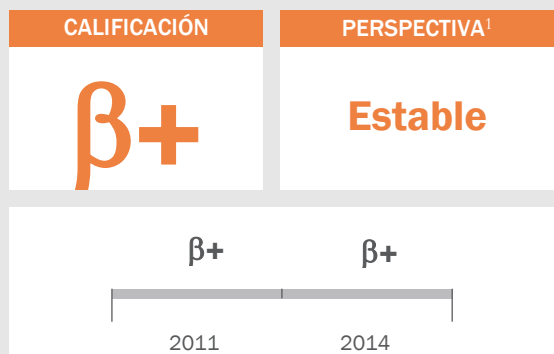 CALIFICACIÓN
PERSPECTIVA¹
β+
Estable
β+ β+
2011 2014